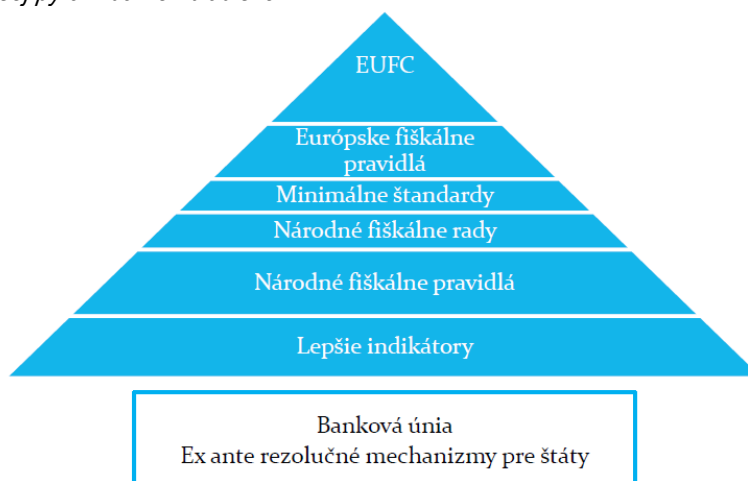 EUFC
Európske fiškálne
pravidlá
Minimálne štandardy
Národné fiškálne rady
Národné fiškálne pravidlá
Lepšie indikátory
Banková únia
Ex ante rezolučné mechanizmy pre štáty